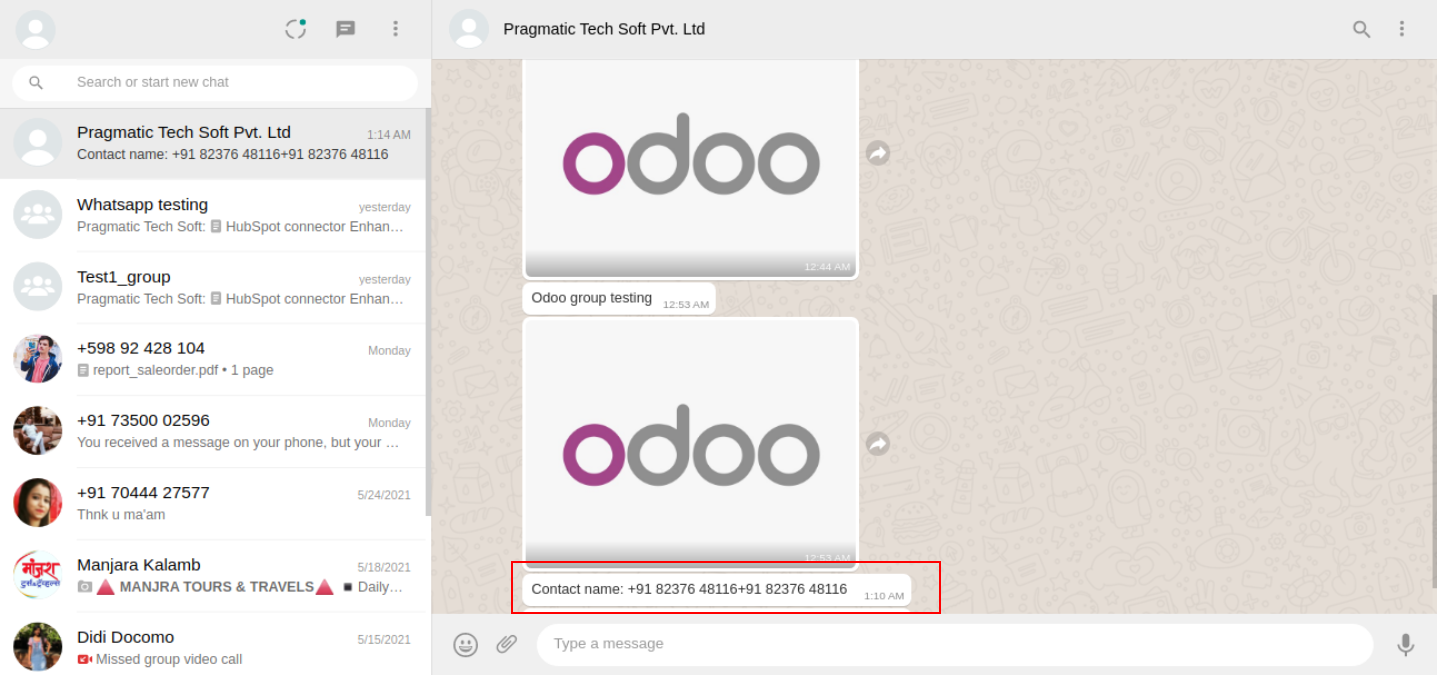 Search or start new chat
Pragmatic Tech Soft Pvt. Ltd
1:14 AM
Contact name: +91 82376 48116+91 82376 48116
Whatsapp testing
yesterday
Pragmatic Tech Soft: HubSpot connector Enhan…
Test1_group
yesterday
Pragmatic Tech Soft: HubSpot connector Enhan…
+598 92 428 104
Monday
report_saleorder.pdf • 1 page
+91 73500 02596
Monday
You received a message on your phone, but your …
+91 70444 27577
5/24/2021
Thnk u ma'am
Manjara Kalamb
5/18/2021
MANJRA TOURS & TRAVELS Daily…
Didi Docomo
5/15/2021
Missed group video call
Pragmatic Tech Soft Pvt. Ltd
odoo
12:44 AM
Odoo group testing
12:53 AM
odoo
12:53 AM
Contact name: +91 82376 48116+91 82376 48116
1:10 AM
Type a message